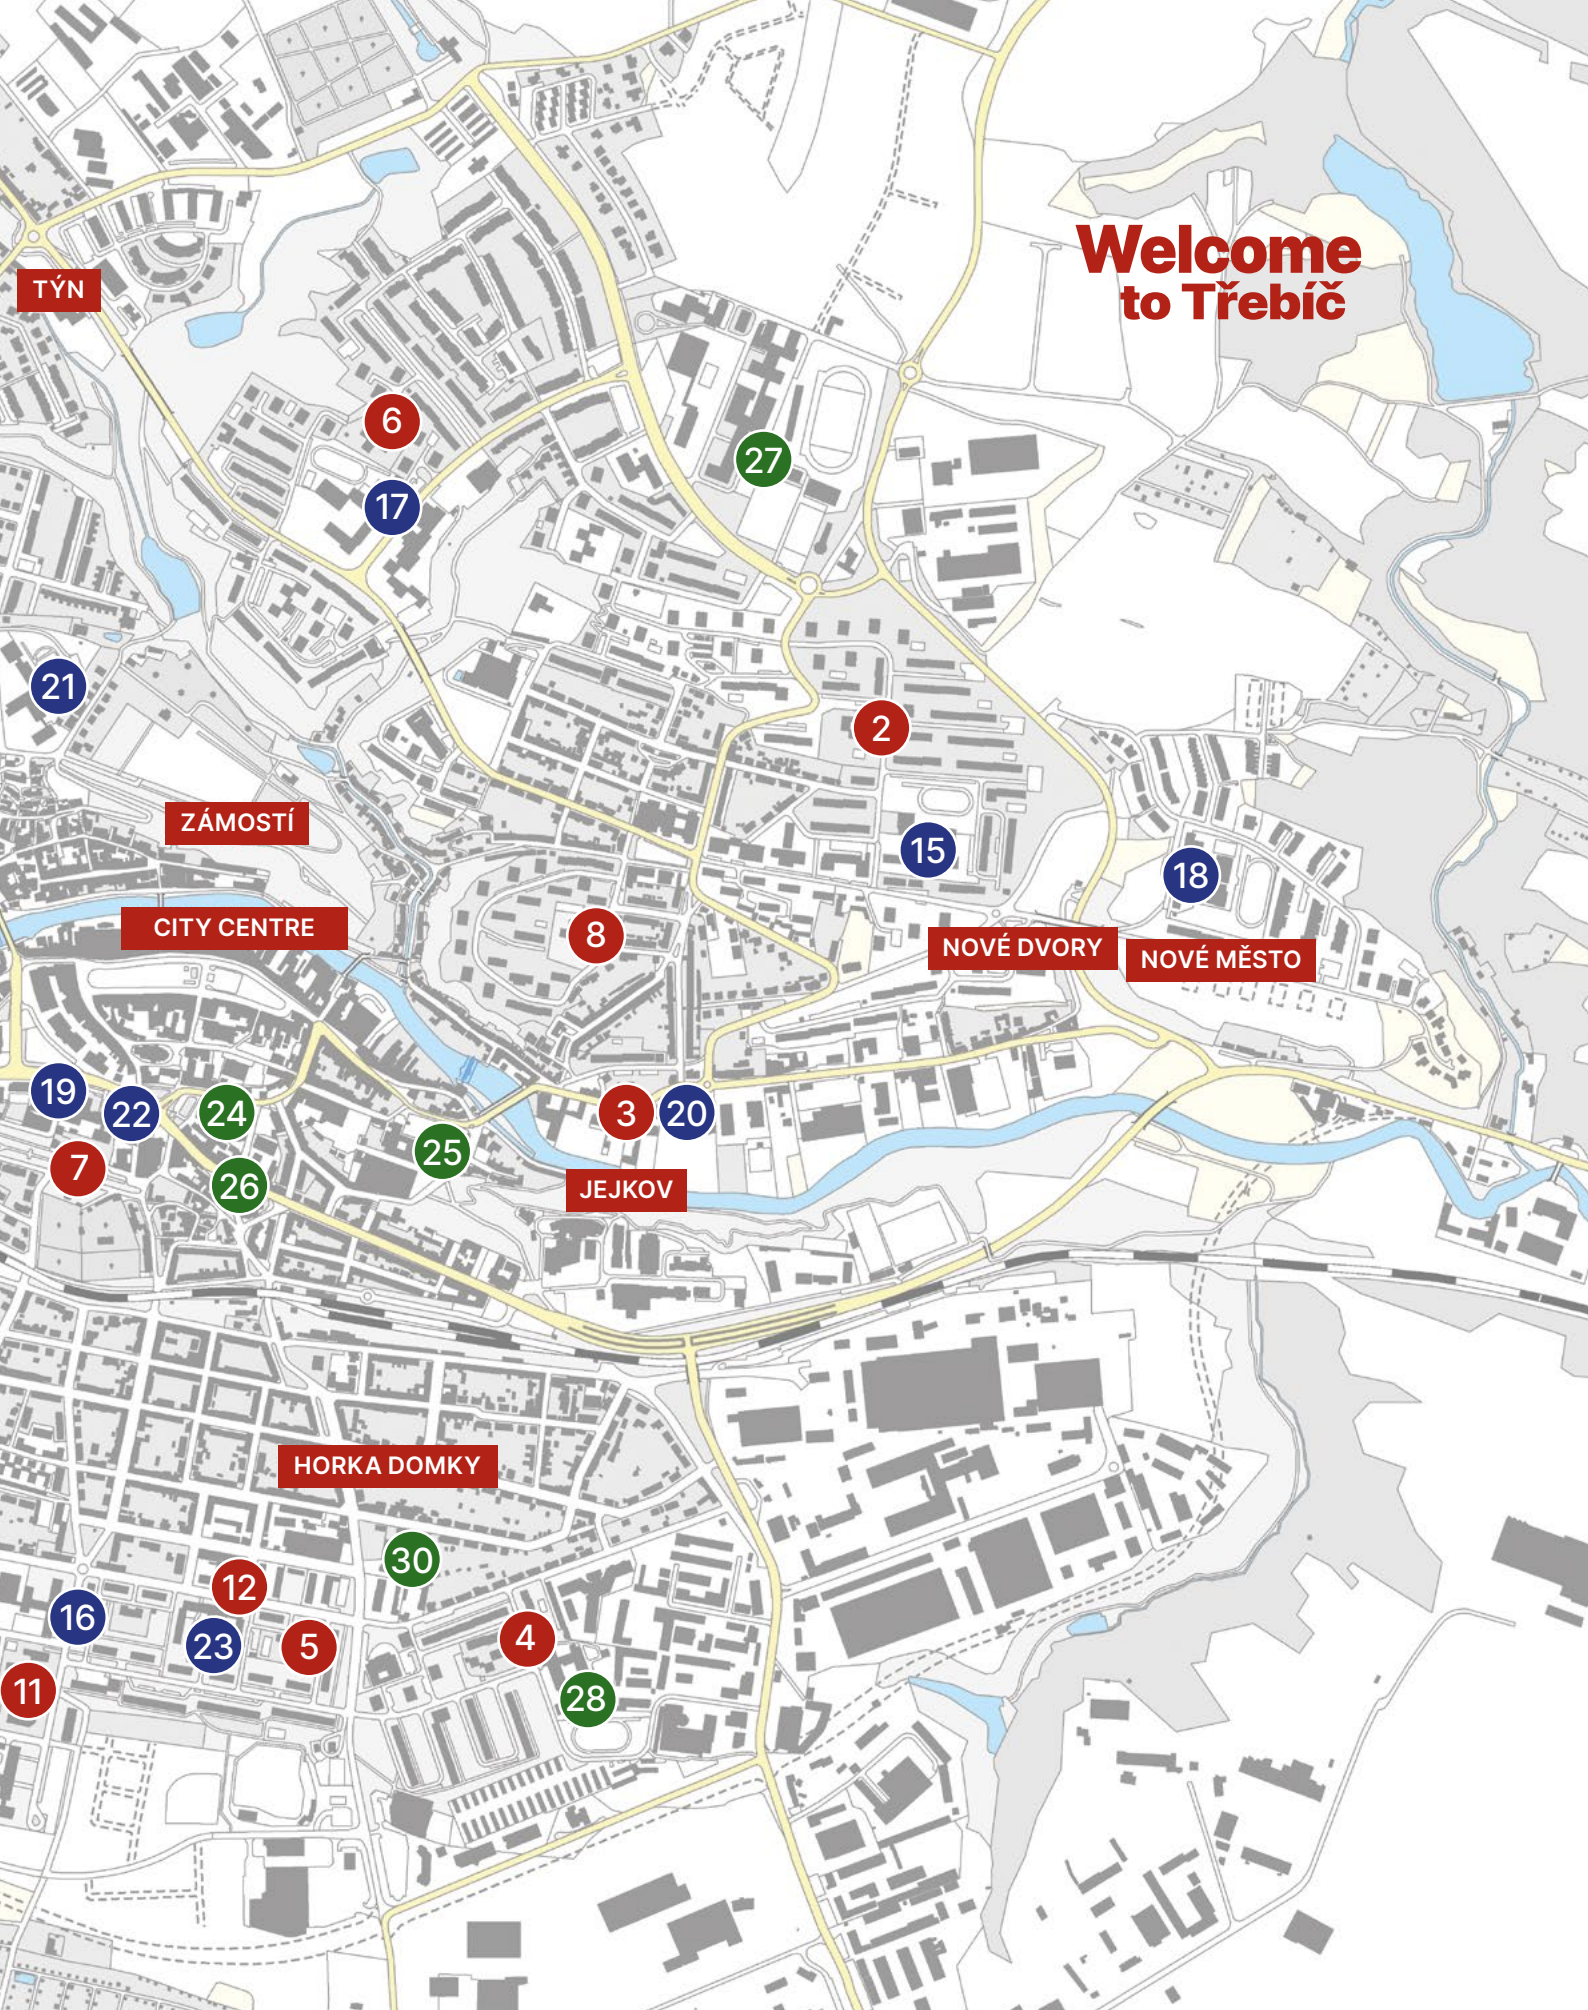 Welcome
to Třebíč
TÝN
6
27
17
21
2
ZÁMOSTÍ
15
18
CITY CENTRE
8
NOVÉ DVORY
NOVÉ MĚSTO
19
22
24
3
20
25
7
26
JEJKOV
HORKA DOMKY
30
12
16
23
5
4
11
28